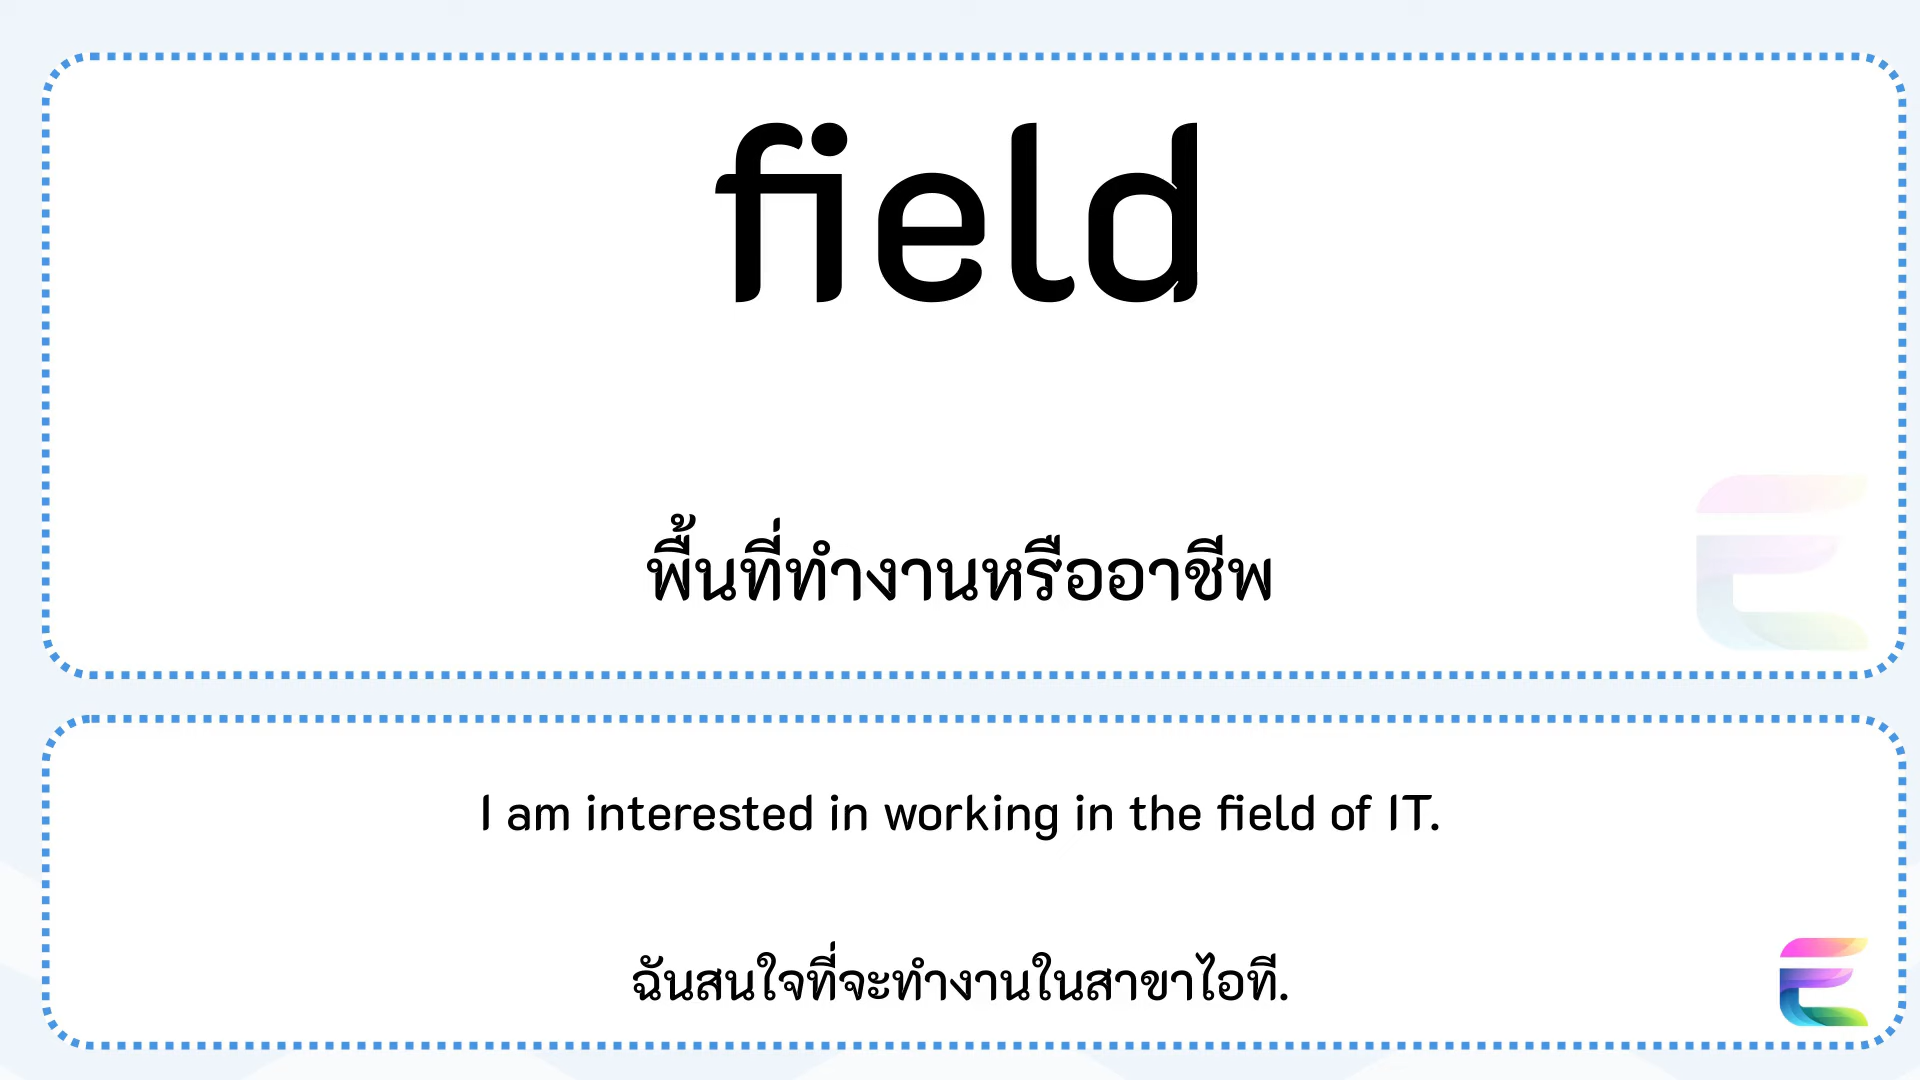 field
พื้นที่ทำงานหรืออาชีพ
I am interested in working in the field of IT.
ฉันสนใจที่จะทำงานในสาขาไอที.